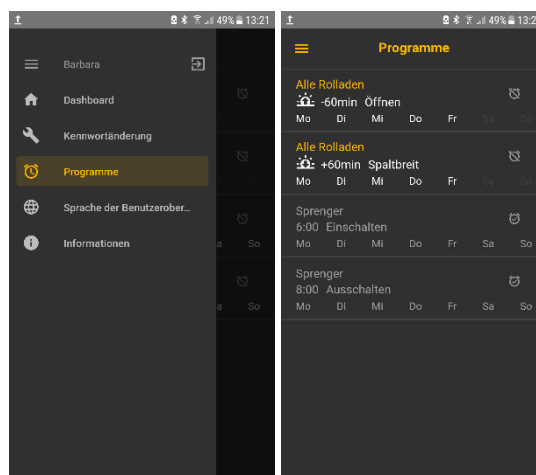 49% 13:21
Barbara
Dashboard
Kennwortänderung
Programme
Sprache der Benutzerober...
Informationen
a So
a So
49% 13:2
Programme
Alle Rolladen
-60min Öffnen
Mo Di Mi Do Fr Sa So
Alle Rolladen
+60min Spaltbreit
Mo Di Mi Do Fr Sa So
Sprenger
6:00 Einschalten
Mo Di Mi Do Fr Sa So
Sprenger
8:00 Ausschalten
Mo Di Mi Do Fr Sa So